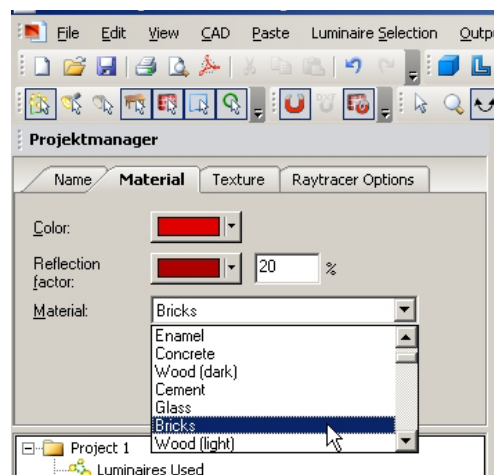 File Edit View CAD Paste Luminaire Selection Outpu
Projektmanager
Name Material Texture Raytracer Options
Color:
Reflection factor: 20 %
Material: Bricks
Enamel
Concrete
Wood (dark)
Cement
Glass
Bricks
Wood (light)
Project 1
Luminaires Used